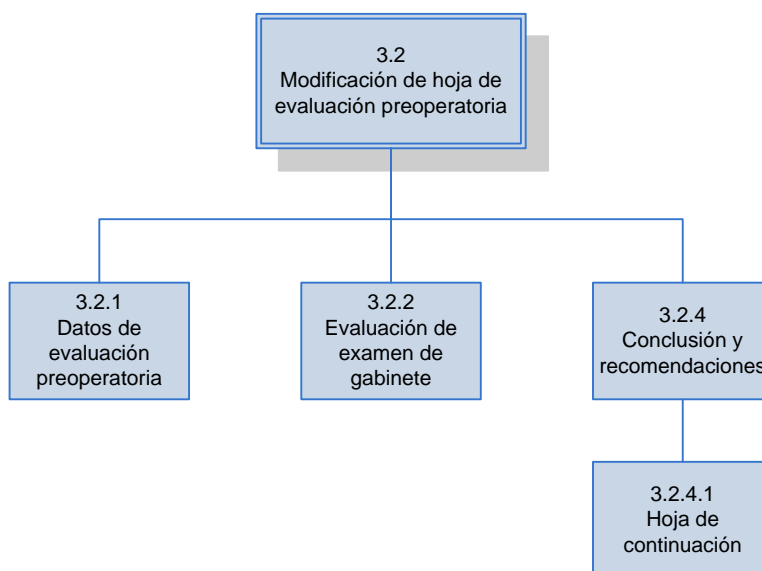 3.2
Modificación de hoja de
evaluación preoperatoria
3.2.1
Datos de
evaluación
preoperatoria
3.2.2
Evaluación de
examen de
gabinete
3.2.4
Conclusión y
recomendaciones
3.2.4.1
Hoja de
continuación